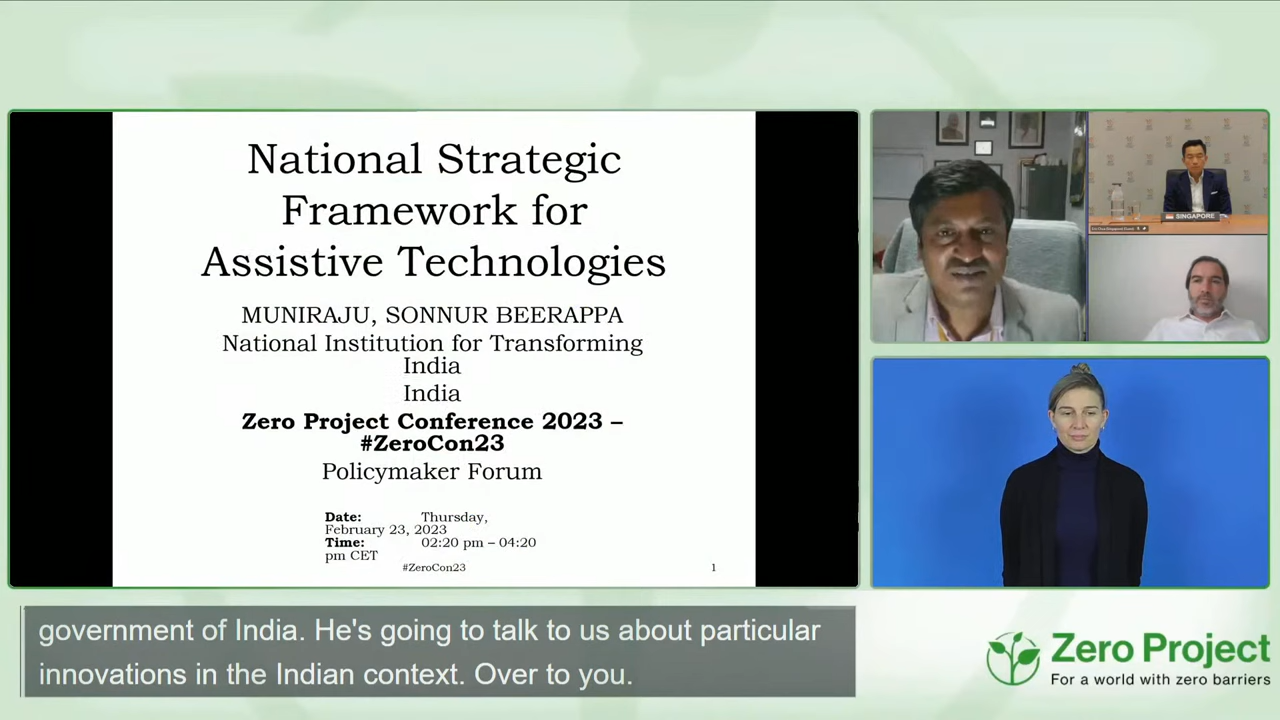 National Strategic
Framework for
Assistive Technologies
MUNIRAJU, SONNUR BEERAPPA
National Institution for Transforming
India
India
Zero Project Conference 2023 –
#ZeroCon23
Policymaker Forum
Date: Thursday,
February 23, 2023
Time: 02:20 pm – 04:20
pm CET
#ZeroCon23 1
SINGAPORE
government of India. He's going to talk to us about particular
innovations in the Indian context. Over to you.
Zero Project
For a world with zero barriers